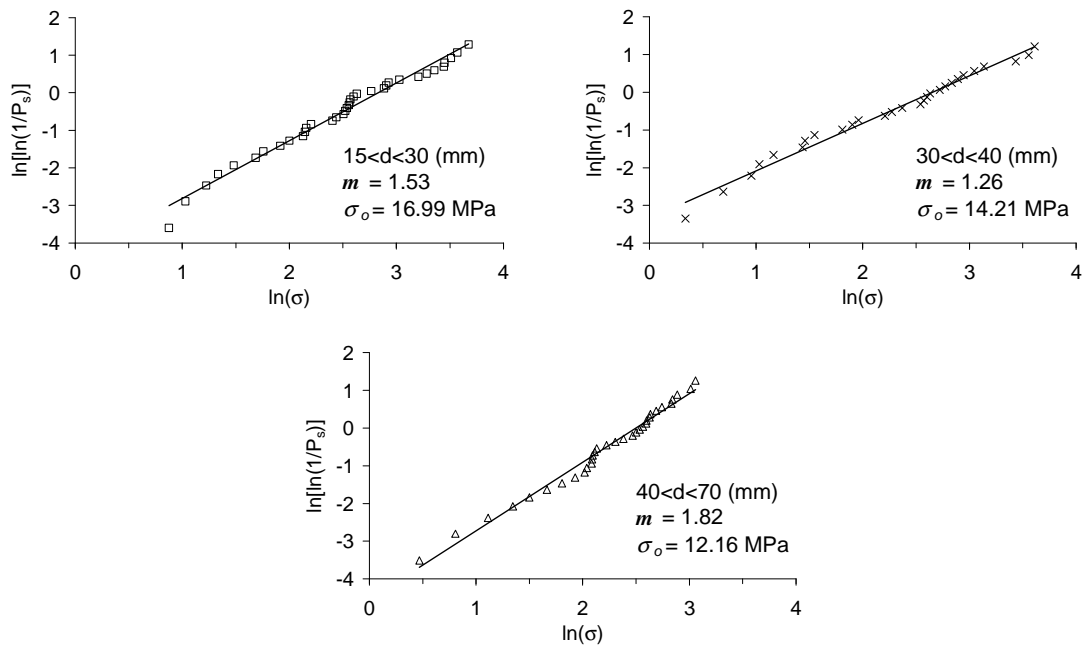 2
1
0
-1
-2
-3
-4
ln[ln(1/Pₛ)]
0
1
2
3
4
ln(σ)
15<d<30 (mm)
m = 1.53
σₒ = 16.99 MPa
2
1
0
-1
-2
-3
-4
ln[ln(1/Pₛ)]
0
1
2
3
4
ln(σ)
30<d<40 (mm)
m = 1.26
σₒ = 14.21 MPa
2
1
0
-1
-2
-3
-4
ln[ln(1/Pₛ)]
0
1
2
3
4
ln(σ)
40<d<70 (mm)
m = 1.82
σₒ = 12.16 MPa